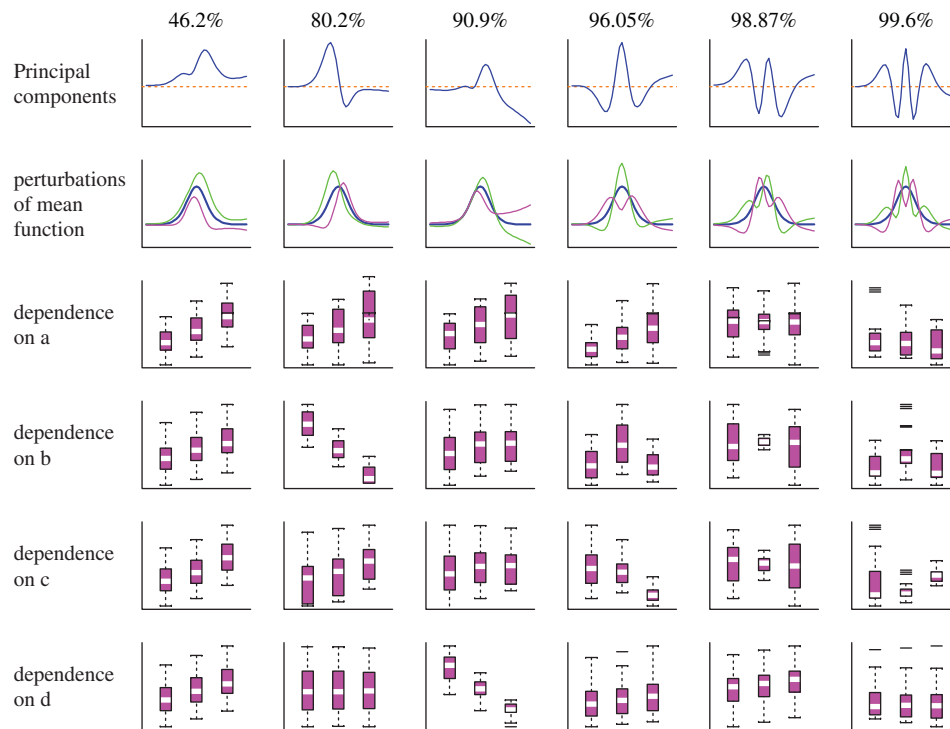 46.2% 80.2% 90.9% 96.05% 98.87% 99.6%
Principal
components
perturbations
of mean
function
dependence
on a
dependence
on b
dependence
on c
dependence
on d